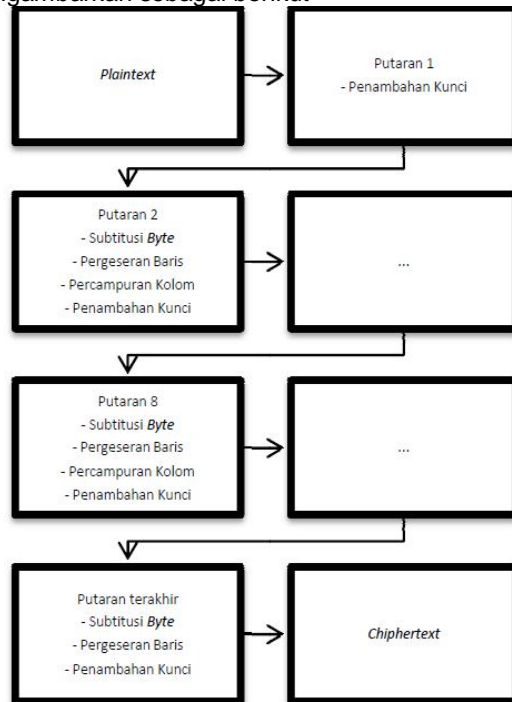 Plaintext
Putaran 1
- Penambahan Kunci
Putaran 2
- Subtitusi Byte
- Pergeseran Baris
- Percampuran Kolom
- Penambahan Kunci
...
Putaran 8
- Subtitusi Byte
- Pergeseran Baris
- Percampuran Kolom
- Penambahan Kunci
...
Putaran terakhir
- Subtitusi Byte
- Pergeseran Baris
- Penambahan Kunci
Chiphertext